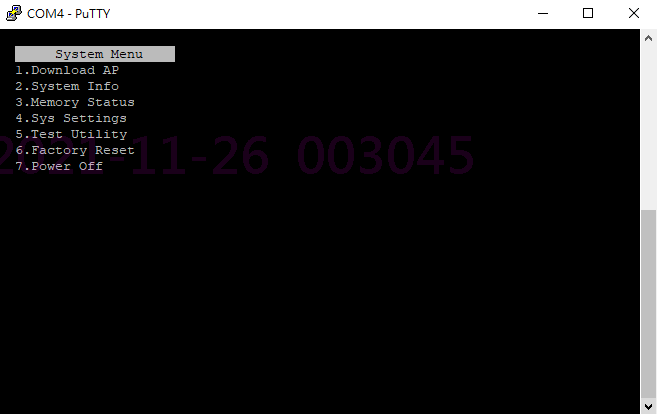 COM4 - PuTTY
System Menu
1.Download AP
2.System Info
3.Memory Status
4.Sys Settings
5.Test Utility
6.Factory Reset
7.Power Off
2021-11-26 003045